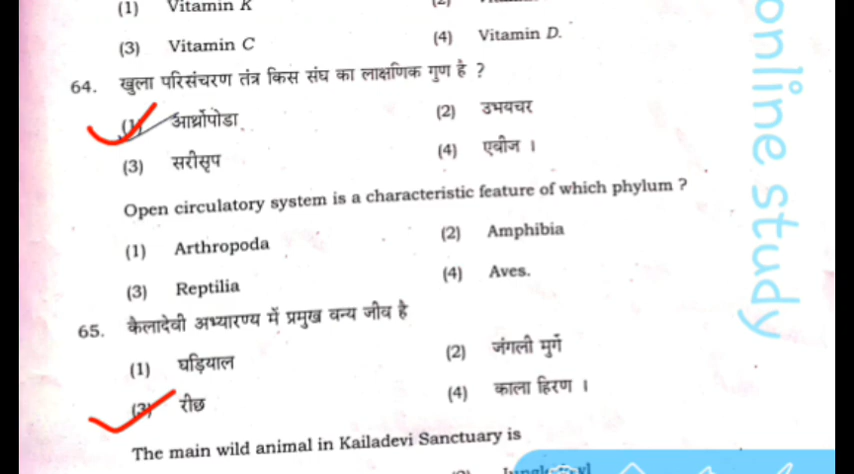 (1) Vitamin K
(3) Vitamin C (4) Vitamin D.
64. खुला परिसंचरण तंत्र किस संघ का लाक्षणिक गुण है ?
(1) आर्थ्रोपोडा (2) उभयचर
(3) सरीसृप (4) एवीज ।
Open circulatory system is a characteristic feature of which phylum ?
(1) Arthropoda (2) Amphibia
(3) Reptilia (4) Aves.
65. कैलादेवी अभ्यारण्य में प्रमुख वन्य जीव है
(1) घड़ियाल (2) जंगली मुर्गे
(3) रीछ (4) काला हिरण ।
The main wild animal in Kailadevi Sanctuary is
online study